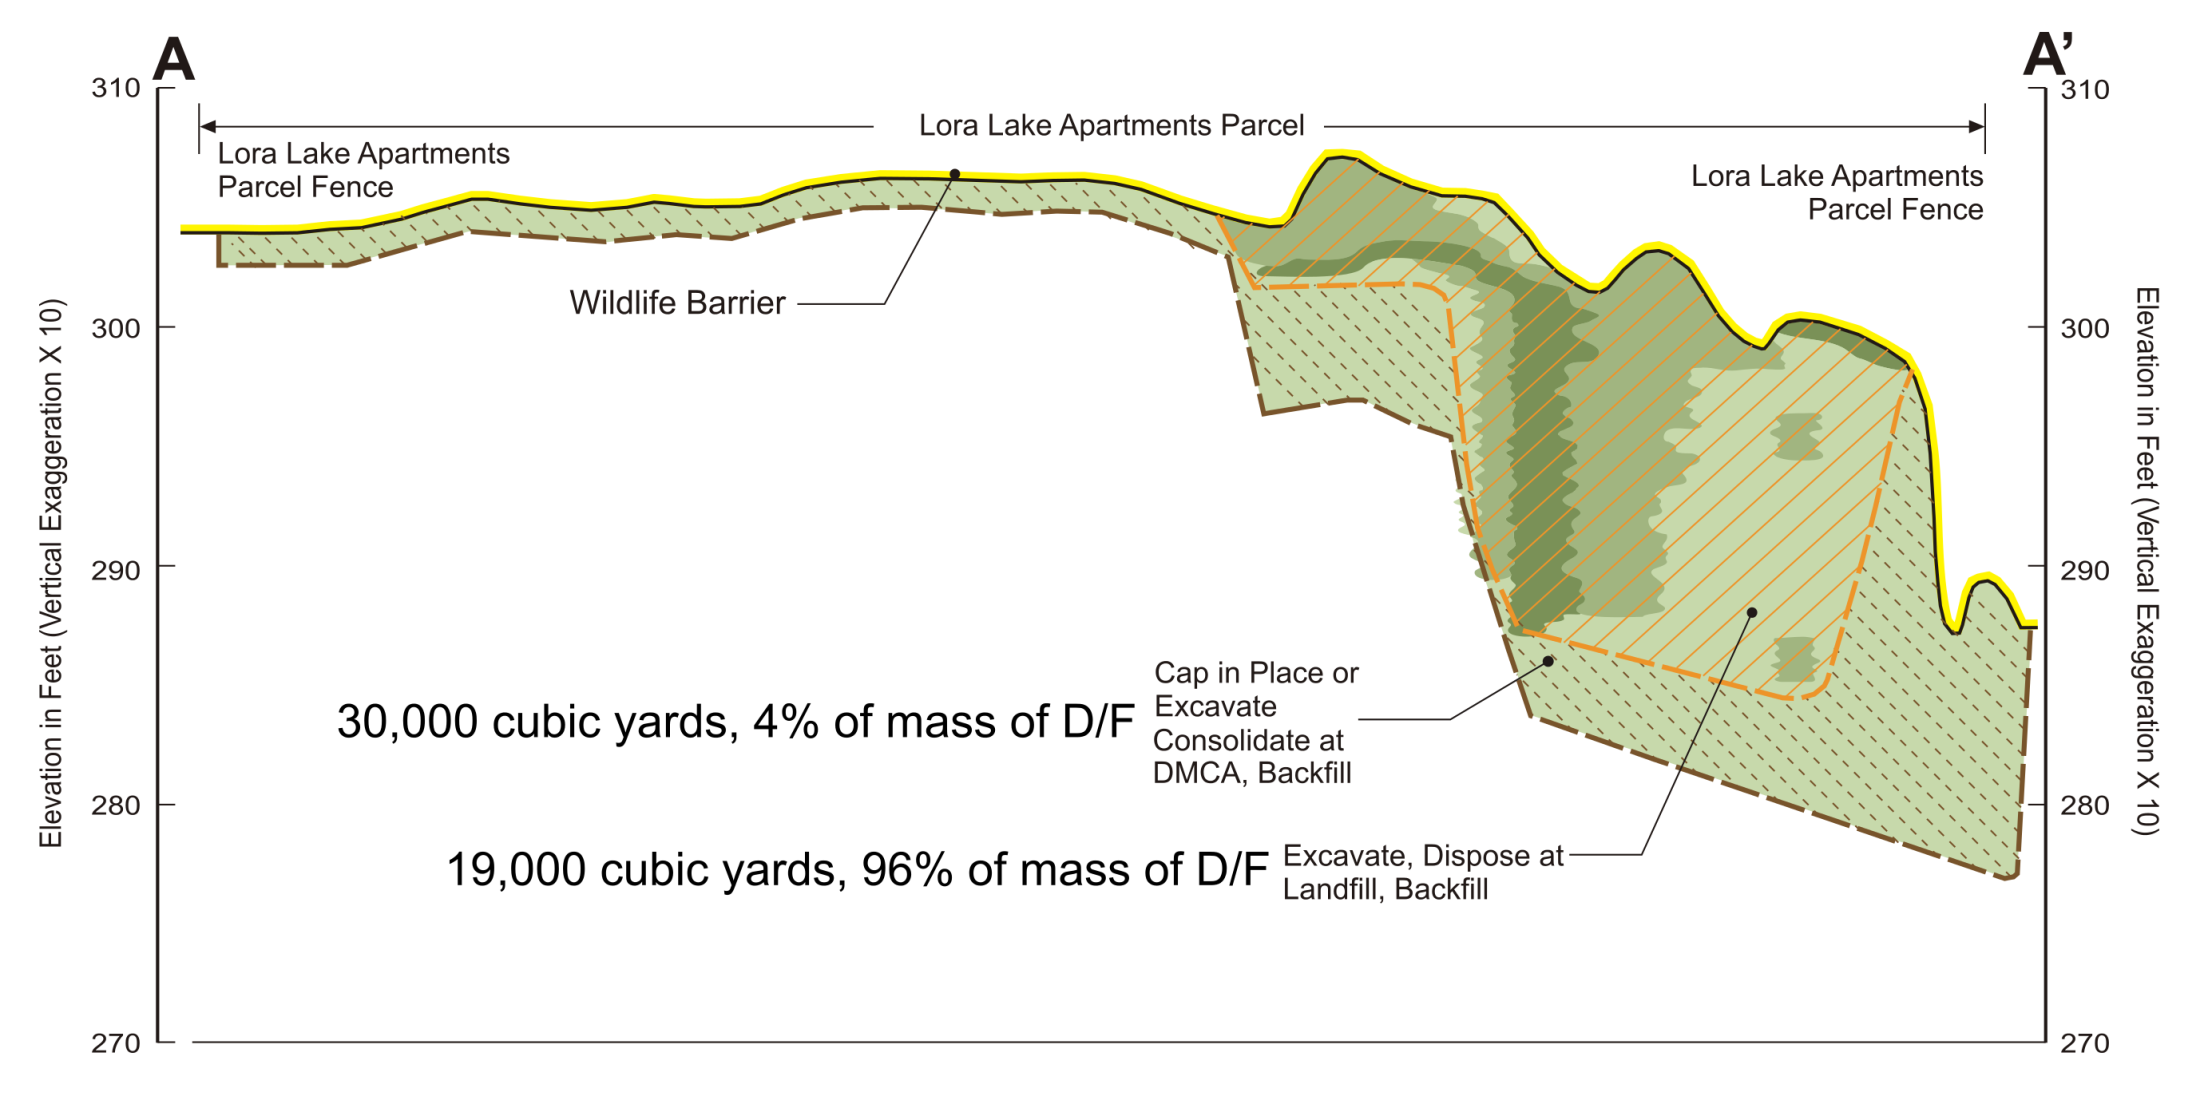 A
A’
310
310
Lora Lake Apartments Parcel
Lora Lake Apartments
Parcel Fence
Lora Lake Apartments
Parcel Fence
Wildlife Barrier
300
300
Elevation in Feet (Vertical Exaggeration X 10)
Elevation in Feet (Vertical Exaggeration X 10)
290
290
30,000 cubic yards, 4% of mass of D/F
Cap in Place or
Excavate
Consolidate at
DMCA, Backfill
280
280
19,000 cubic yards, 96% of mass of D/F
Excavate, Dispose at
Landfill, Backfill
270
270